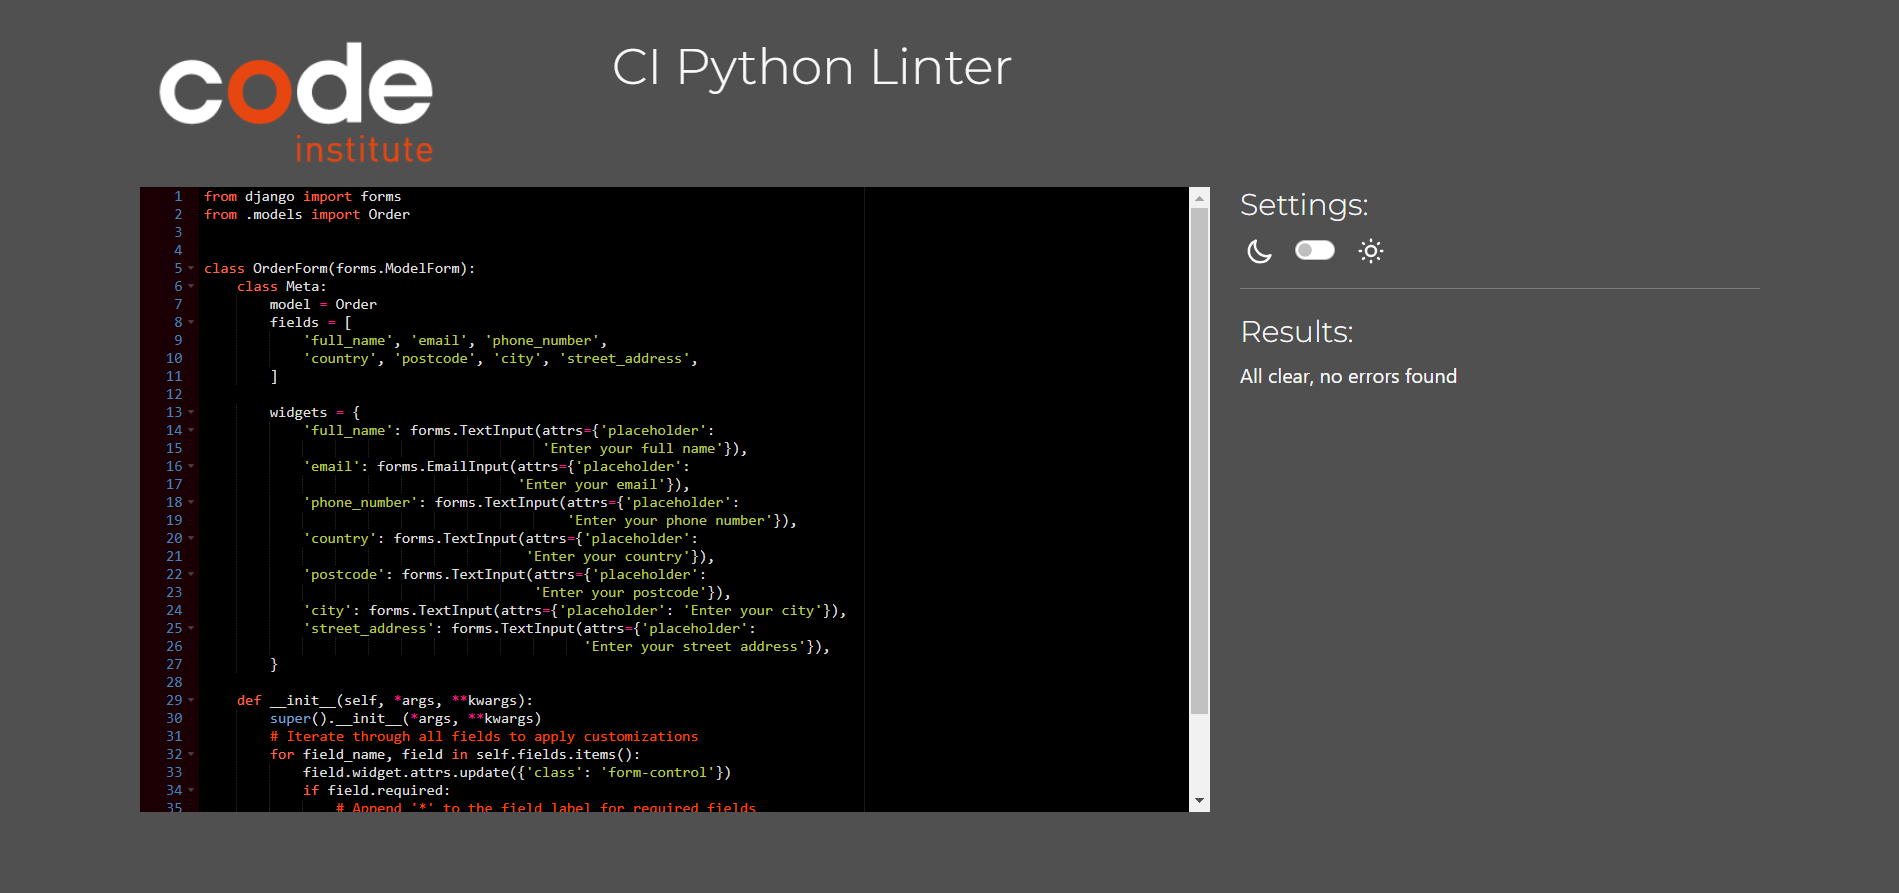 code
institute
CI Python Linter
1 from django import forms
2 from .models import Order
3
4
5 class OrderForm(forms.ModelForm):
6     class Meta:
7         model = Order
8         fields = [
9             'full_name', 'email', 'phone_number',
10             'country', 'postcode', 'city', 'street_address',
11         ]
12
13         widgets = {
14             'full_name': forms.TextInput(attrs={'placeholder':
15                                          'Enter your full name'}),
16             'email': forms.EmailInput(attrs={'placeholder':
17                                       'Enter your email'}),
18             'phone_number': forms.TextInput(attrs={'placeholder':
19                                             'Enter your phone number'}),
20             'country': forms.TextInput(attrs={'placeholder':
21                                        'Enter your country'}),
22             'postcode': forms.TextInput(attrs={'placeholder':
23                                         'Enter your postcode'}),
24             'city': forms.TextInput(attrs={'placeholder': 'Enter your city'}),
25             'street_address': forms.TextInput(attrs={'placeholder':
26                                               'Enter your street address'}),
27         }
28
29     def __init__(self, *args, **kwargs):
30         super().__init__(*args, **kwargs)
31         # Iterate through all fields to apply customizations
32         for field_name, field in self.fields.items():
33             field.widget.attrs.update({'class': 'form-control'})
34             if field.required:
35                 # Append '*' to the field label for required fields
Settings:
Results:
All clear, no errors found